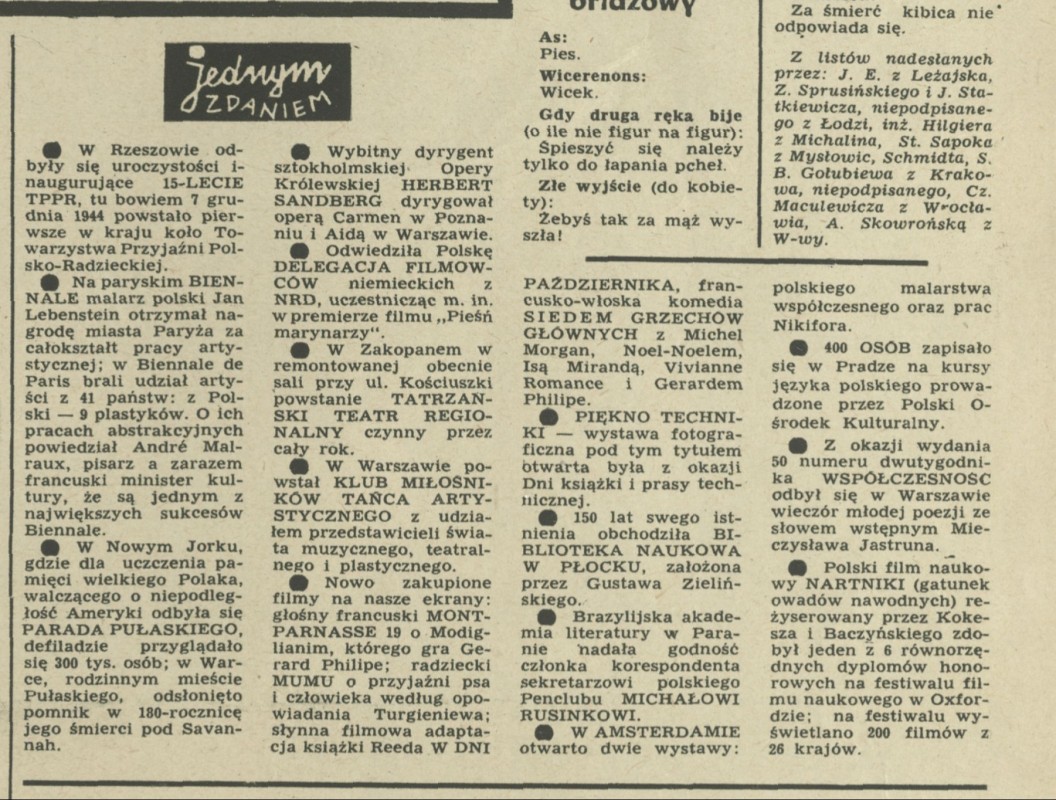 brydżowy
As:
Pies.
Wicerenons:
Wicek.
Gdy druga ręka bije
(o ile nie figur na figur):
Śpieszyć się należy
tylko do łapania pcheł.
Złe wyjście (do kobie-
ty):
Żebyś tak za mąż wy-
szła!
Za śmierć kibica nie
odpowiada się.
Z listów nadesłanych
przez: J. E. z Leżajska,
Z. Sprusińskiego i J. Sta-
tkiewicza, niepodpisane-
go z Łodzi, inż. Hilgiera
z Michalina, St. Sapoka
z Mysłowic, Schmidta, S.
B. Gołubiewa z Krako-
wa, niepodpisanego, Cz.
Maculewicza z Wrocła-
wia, A. Skowrońską z
W-wy.
jednym
ZDANIEM
● W Rzeszowie od-
były się uroczystości i-
naugurujące 15-LECIE
TPPR, tu bowiem 7 gru-
dnia 1944 powstało pier-
wsze w kraju koło To-
warzystwa Przyjaźni Pol-
sko-Radzieckiej.
● Na paryskim BIEN-
NALE malarz polski Jan
Lebenstein otrzymał na-
grodę miasta Paryża za
całokształt pracy arty-
stycznej; w Biennale de
Paris brali udział arty-
ści z 41 państw: z Pol-
ski — 9 plastyków. O ich
pracach abstrakcyjnych
powiedział André Mal-
raux, pisarz a zarazem
francuski minister kul-
tury, że są jednym z
największych sukcesów
Biennale.
● W Nowym Jorku,
gdzie dla uczczenia pa-
mięci wielkiego Polaka,
walczącego o niepodleg-
łość Ameryki odbyła się
PARADA PUŁASKIEGO,
defiladzie przyglądało
się 300 tys. osób; w War-
ce, rodzinnym mieście
Pułaskiego, odsłonięto
pomnik w 180-rocznicę
jego śmierci pod Savan-
nah.
● Wybitny dyrygent
sztokholmskiej Opery
Królewskiej HERBERT
SANDBERG dyrygował
operą Carmen w Pozna-
niu i Aidą w Warszawie.
● Odwiedziła Polskę
DELEGACJA FILMOW-
CÓW niemieckich z
NRD, uczestnicząc m. in.
w premierze filmu „Pieśń
marynarzy".
● W Zakopanem w
remontowanej obecnie
sali przy ul. Kościuszki
powstanie TATRZAŃ-
SKI TEATR REGIO-
NALNY czynny przez
cały rok.
● W Warszawie po-
wstał KLUB MIŁOŚNI-
KÓW TAŃCA ARTY-
STYCZNEGO z udzia-
łem przedstawicieli świa-
ta muzycznego, teatral-
nego i plastycznego.
● Nowo zakupione
filmy na nasze ekrany:
głośny francuski MONT-
PARNASSE 19 o Modig-
lianim, którego gra Ge-
rard Philipe; radziecki
MUMU o przyjaźni psa
i człowieka według opo-
wiadania Turgieniewa;
słynna filmowa adapta-
cja książki Reeda W DNI
PAŹDZIERNIKA, fran-
cusko-włoska komedia
SIEDEM GRZECHÓW
GŁÓWNYCH z Michel
Morgan, Noel-Noelem,
Isą Mirandą, Vivianne
Romance i Gerardem
Philipe.
● PIĘKNO TECHNI-
KI — wystawa fotogra-
ficzna pod tym tytułem
otwarta była z okazji
Dni książki i prasy tech-
nicznej.
● 150 lat swego ist-
nienia obchodziła BI-
BLIOTEKA NAUKOWA
W PŁOCKU, założona
przez Gustawa Zieliń-
skiego.
● Brazylijska akade-
mia literatury w Para-
nie nadała godność
członka korespondenta
sekretarzowi polskiego
Penclubu MICHAŁOWI
RUSINKOWI.
● W AMSTERDAMIE
otwarto dwie wystawy:
polskiego malarstwa
współczesnego oraz prac
Nikifora.
● 400 OSÓB zapisało
się w Pradze na kursy
języka polskiego prowa-
dzone przez Polski O-
środek Kulturalny.
● Z okazji wydania
50 numeru dwutygodni-
ka WSPÓŁCZESNOŚĆ
odbył się w Warszawie
wieczór młodej poezji ze
słowem wstępnym Mie-
czysława Jastruna.
● Polski film nauko-
wy NARTNIKI (gatunek
owadów nawodnych) re-
żyserowany przez Koke-
sza i Baczyńskiego zdo-
był jeden z 6 równorzę-
dnych dyplomów hono-
rowych na festiwalu fil-
mu naukowego w Oxfor-
dzie; na festiwalu wy-
świetlano 200 filmów z
26 krajów.